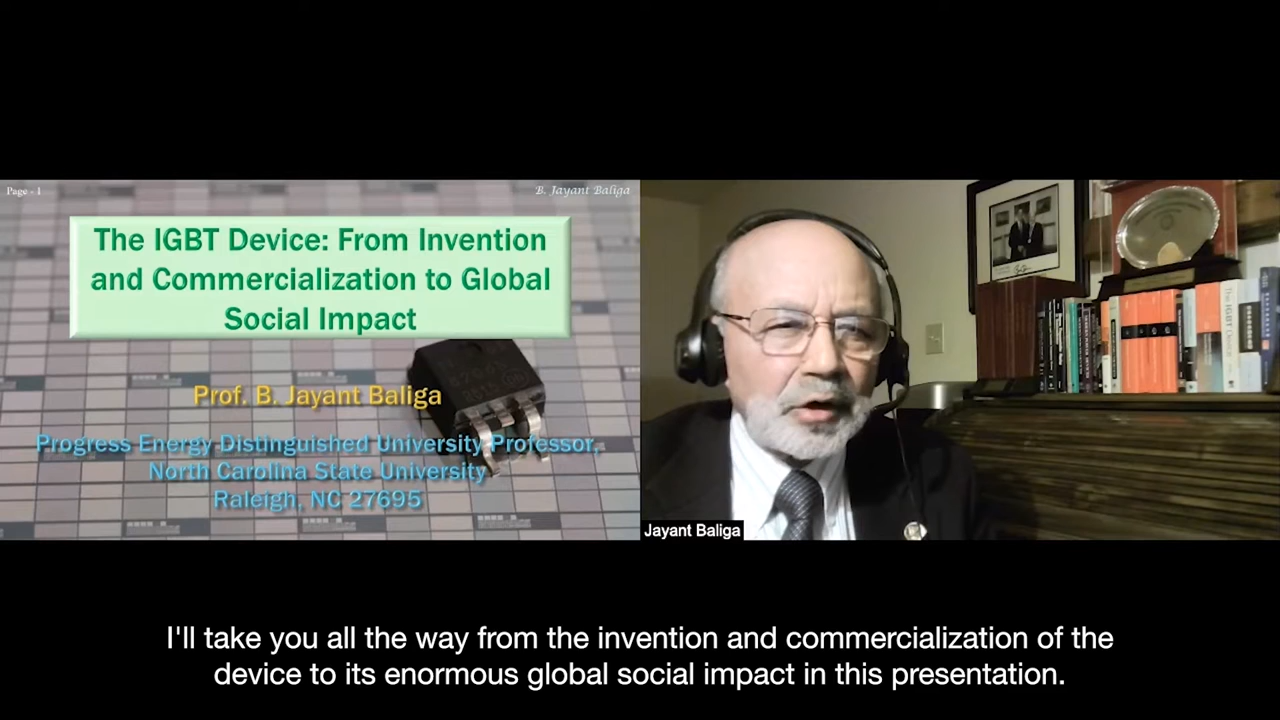 Page - 1
B. Jayant Baliga
The IGBT Device: From Invention
and Commercialization to Global
Social Impact
Prof. B. Jayant Baliga
Progress Energy Distinguished University Professor,
North Carolina State University
Raleigh, NC 27695
Jayant Baliga
I'll take you all the way from the invention and commercialization of the
device to its enormous global social impact in this presentation.